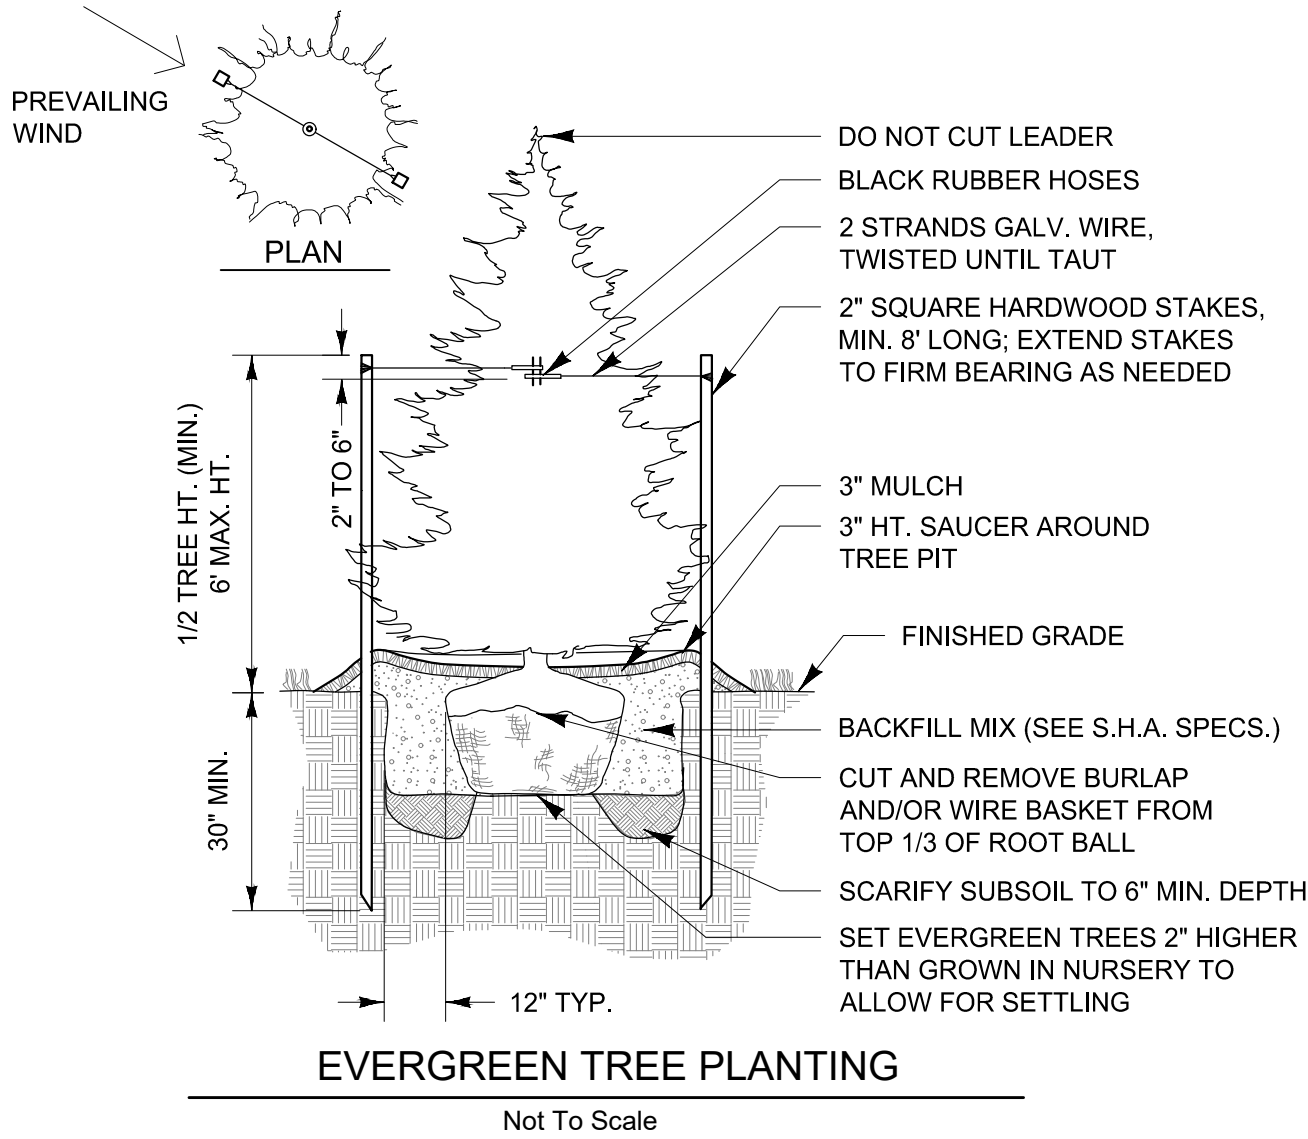 PREVAILING
WIND
PLAN
DO NOT CUT LEADER
BLACK RUBBER HOSES
2 STRANDS GALV. WIRE,
TWISTED UNTIL TAUT
2" SQUARE HARDWOOD STAKES,
MIN. 8' LONG; EXTEND STAKES
TO FIRM BEARING AS NEEDED
1/2 TREE HT. (MIN.)
6' MAX. HT.
2" TO 6"
3" MULCH
3" HT. SAUCER AROUND
TREE PIT
FINISHED GRADE
30" MIN.
BACKFILL MIX (SEE S.H.A. SPECS.)
CUT AND REMOVE BURLAP
AND/OR WIRE BASKET FROM
TOP 1/3 OF ROOT BALL
SCARIFY SUBSOIL TO 6" MIN. DEPTH
SET EVERGREEN TREES 2" HIGHER
THAN GROWN IN NURSERY TO
ALLOW FOR SETTLING
12" TYP.
EVERGREEN TREE PLANTING
Not To Scale